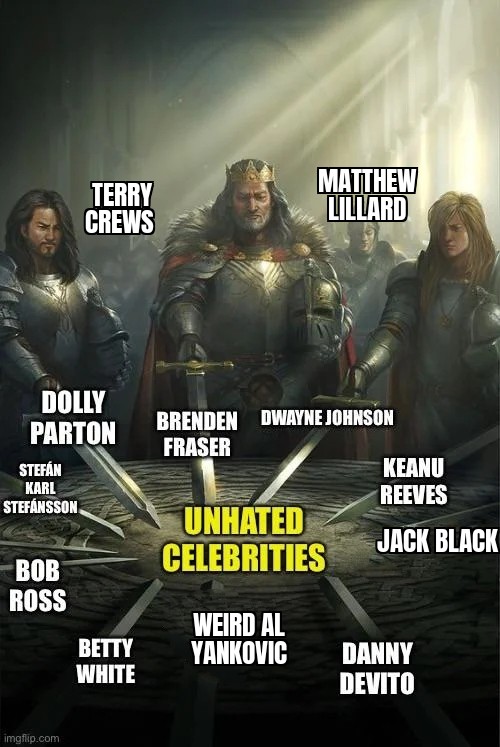 TERRY
CREWS
MATTHEW
LILLARD
DOLLY
PARTON
BRENDEN
FRASER
DWAYNE JOHNSON
STEFÁN
KARL
STEFÁNSSON
KEANU
REEVES
UNHATED
CELEBRITIES
JACK BLACK
BOB
ROSS
WEIRD AL
YANKOVIC
BETTY
WHITE
DANNY
DEVITO
imgflip.com